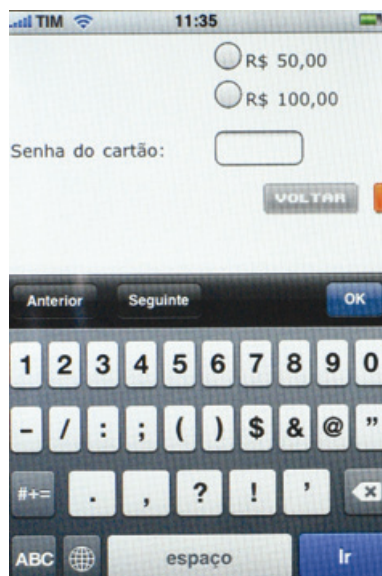 TIM 11:35
R$ 50,00
R$ 100,00
Senha do cartão:
VOLTAR
Anterior Seguinte OK
1 2 3 4 5 6 7 8 9 0
- / : ; ( ) $ & @ "
#+= . , ? ! '
ABC espaço Ir